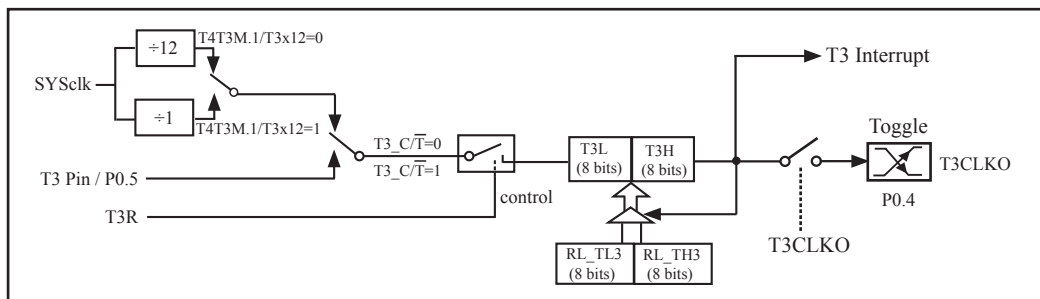 ÷12
T4T3M.1/T3x12=0
SYSclk
÷1
T4T3M.1/T3x12=1
T3 Pin / P0.5
T3R
T3_C/T̅=0
T3_C/T̅=1
control
T3L
(8 bits)
T3H
(8 bits)
RL_TL3
(8 bits)
RL_TH3
(8 bits)
T3 Interrupt
Toggle
T3CLKO
P0.4
T3CLKO